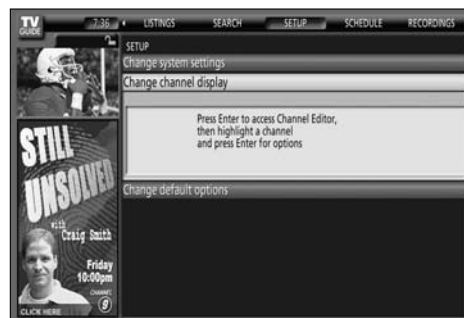 TV
GUIDE
7:36 LISTINGS SEARCH SETUP SCHEDULE RECORDINGS
SETUP
Change system settings
Change channel display
Press Enter to access Channel Editor,
then highlight a channel
and press Enter for options
Change default options
STILL
UNSOLVED
with
Craig Smith
Friday
10:00pm
CHANNEL
9
CLICK HERE